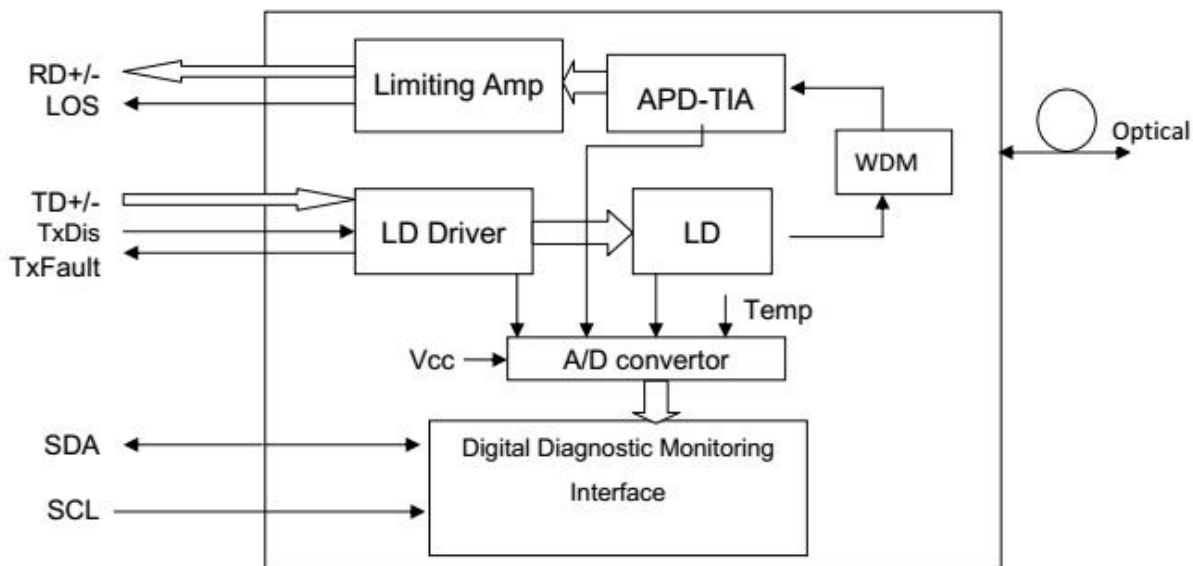 RD+/-
LOS
Limiting Amp
APD-TIA
WDM
Optical
TD+/-
TxDis
TxFault
LD Driver
LD
Temp
Vcc
A/D convertor
SDA
SCL
Digital Diagnostic Monitoring
Interface